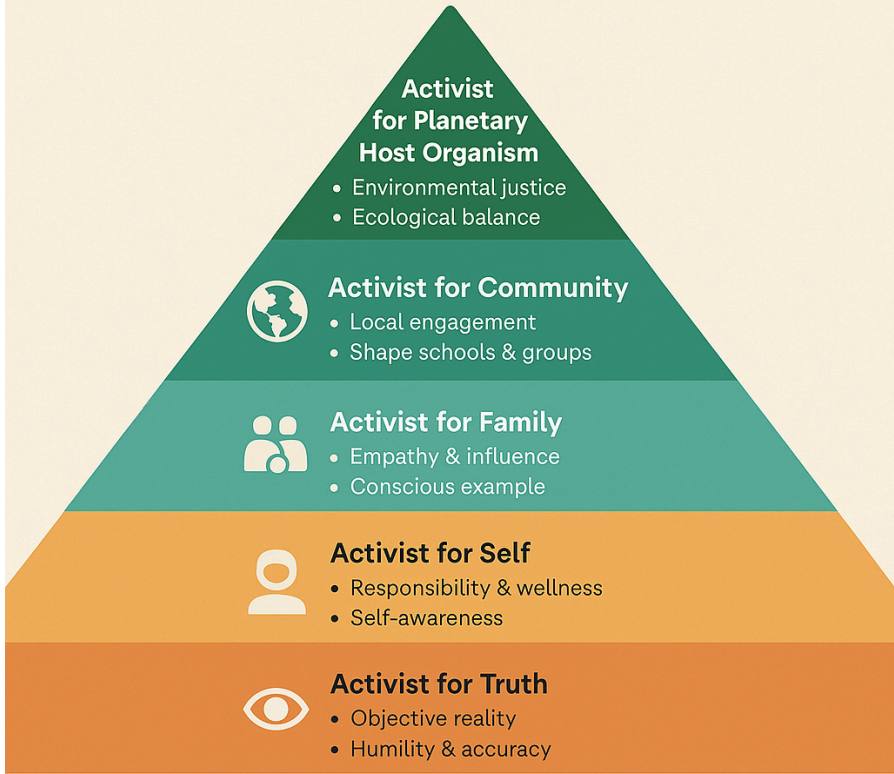 Activist
for Planetary
Host Organism
• Environmental justice
• Ecological balance
Activist for Community
• Local engagement
• Shape schools & groups
Activist for Family
• Empathy & influence
• Conscious example
Activist for Self
• Responsibility & wellness
• Self-awareness
Activist for Truth
• Objective reality
• Humility & accuracy